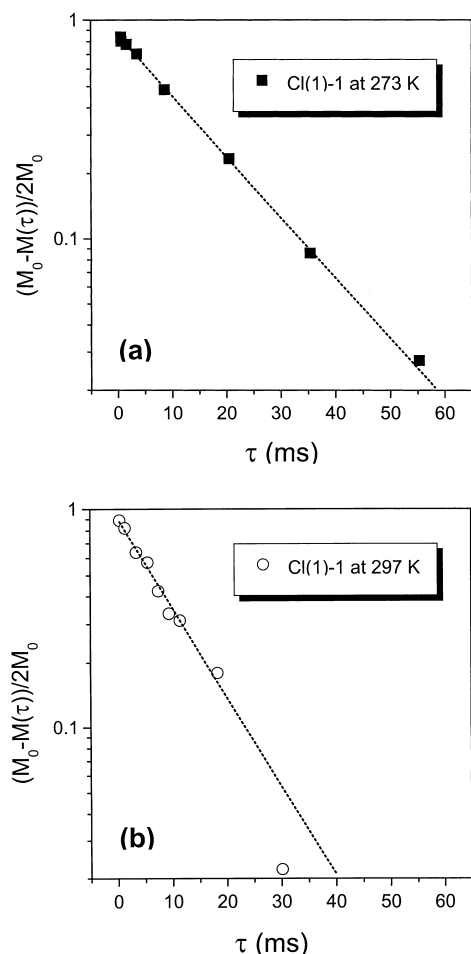 1
Cl(1)-1 at 273 K
(M₀-M(τ))/2M₀
0.1
(a)
0 10 20 30 40 50 60
τ (ms)
1
Cl(1)-1 at 297 K
(M₀-M(τ))/2M₀
0.1
(b)
0 10 20 30 40 50 60
τ (ms)